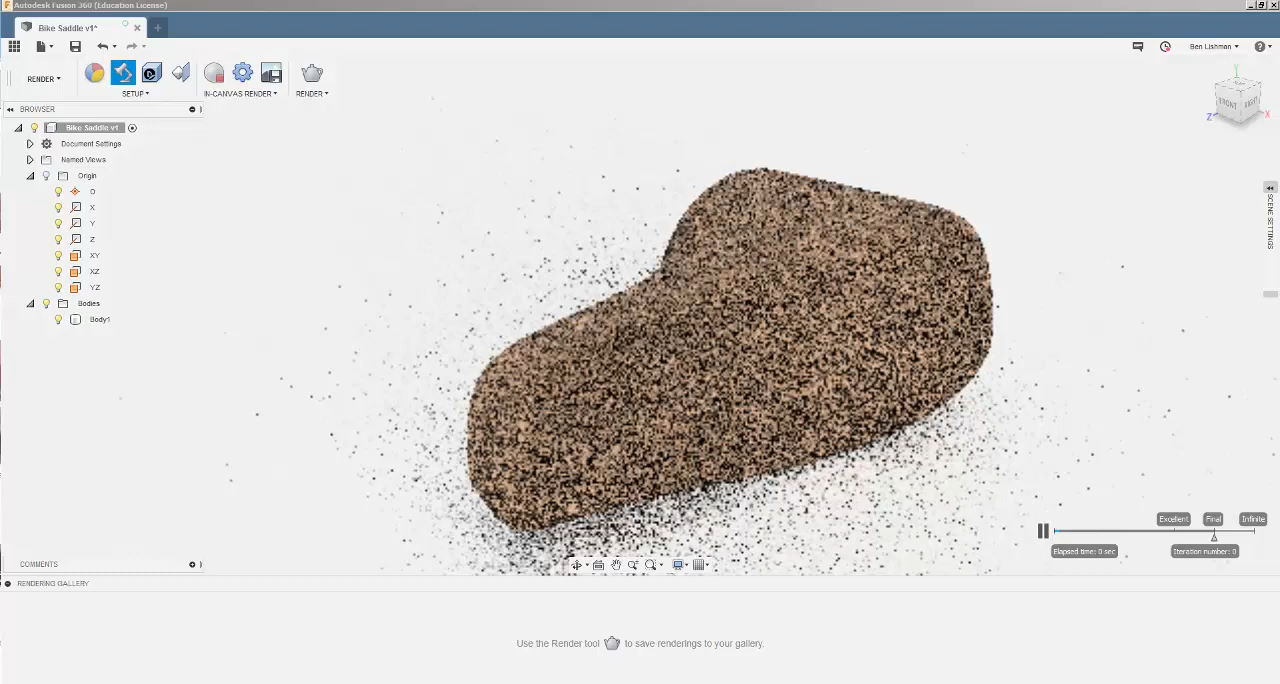 Autodesk Fusion 360 (Education License)
Bike Saddle v1*
Ben Lishman
RENDER
SETUP
IN-CANVAS RENDER
RENDER
BROWSER
Bike Saddle v1
Document Settings
Named Views
Origin
O
X
Y
Z
XY
XZ
YZ
Bodies
Body1
Y
FRONT
RIGHT
Z
X
SCENE SETTINGS
Excellent
Final
Infinite
Elapsed time: 0 sec
Iteration number: 0
COMMENTS
RENDERING GALLERY
Use the Render tool to save renderings to your gallery.